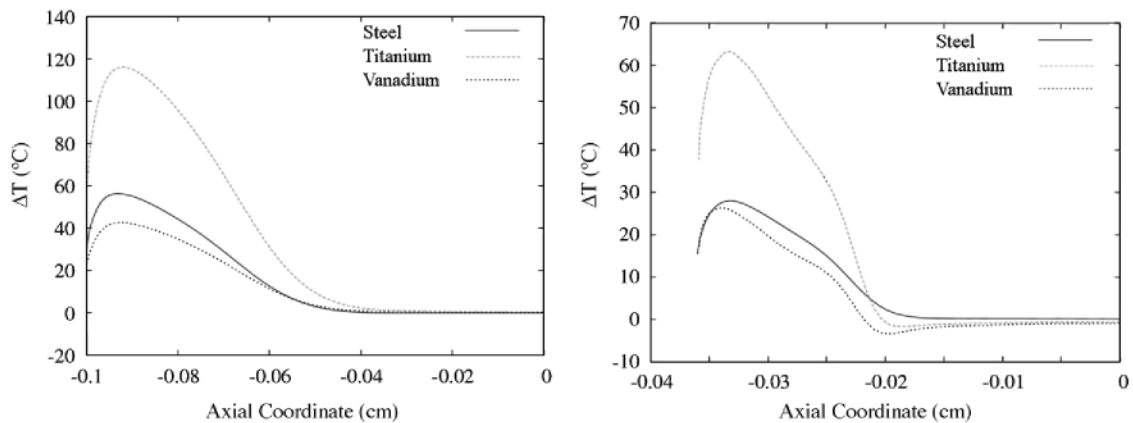 140
120
100
80
60
40
20
0
-20
ΔT (°C)
Steel
Titanium
Vanadium
-0.1
-0.08
-0.06
-0.04
-0.02
0
Axial Coordinate (cm)
70
60
50
40
30
20
10
0
-10
ΔT (°C)
Steel
Titanium
Vanadium
-0.04
-0.03
-0.02
-0.01
0
Axial Coordinate (cm)